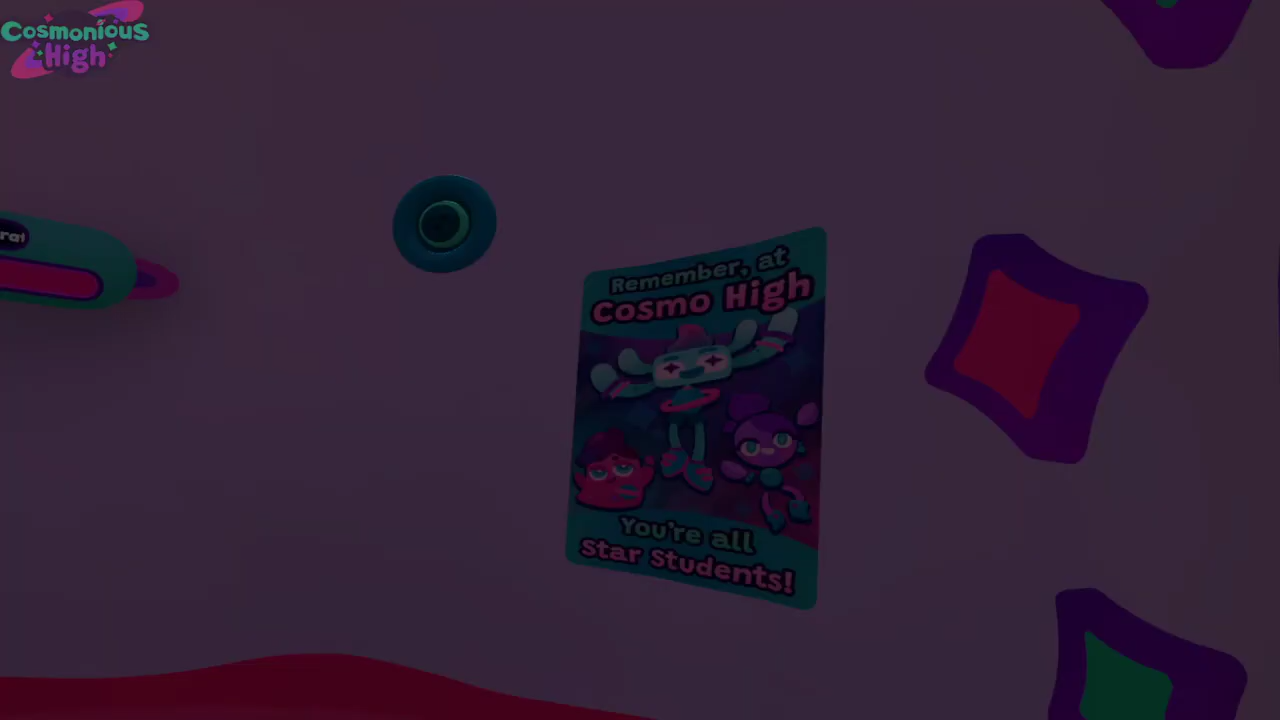 Cosmonious
High
Remember, at
Cosmo High
You're all
Star Students!